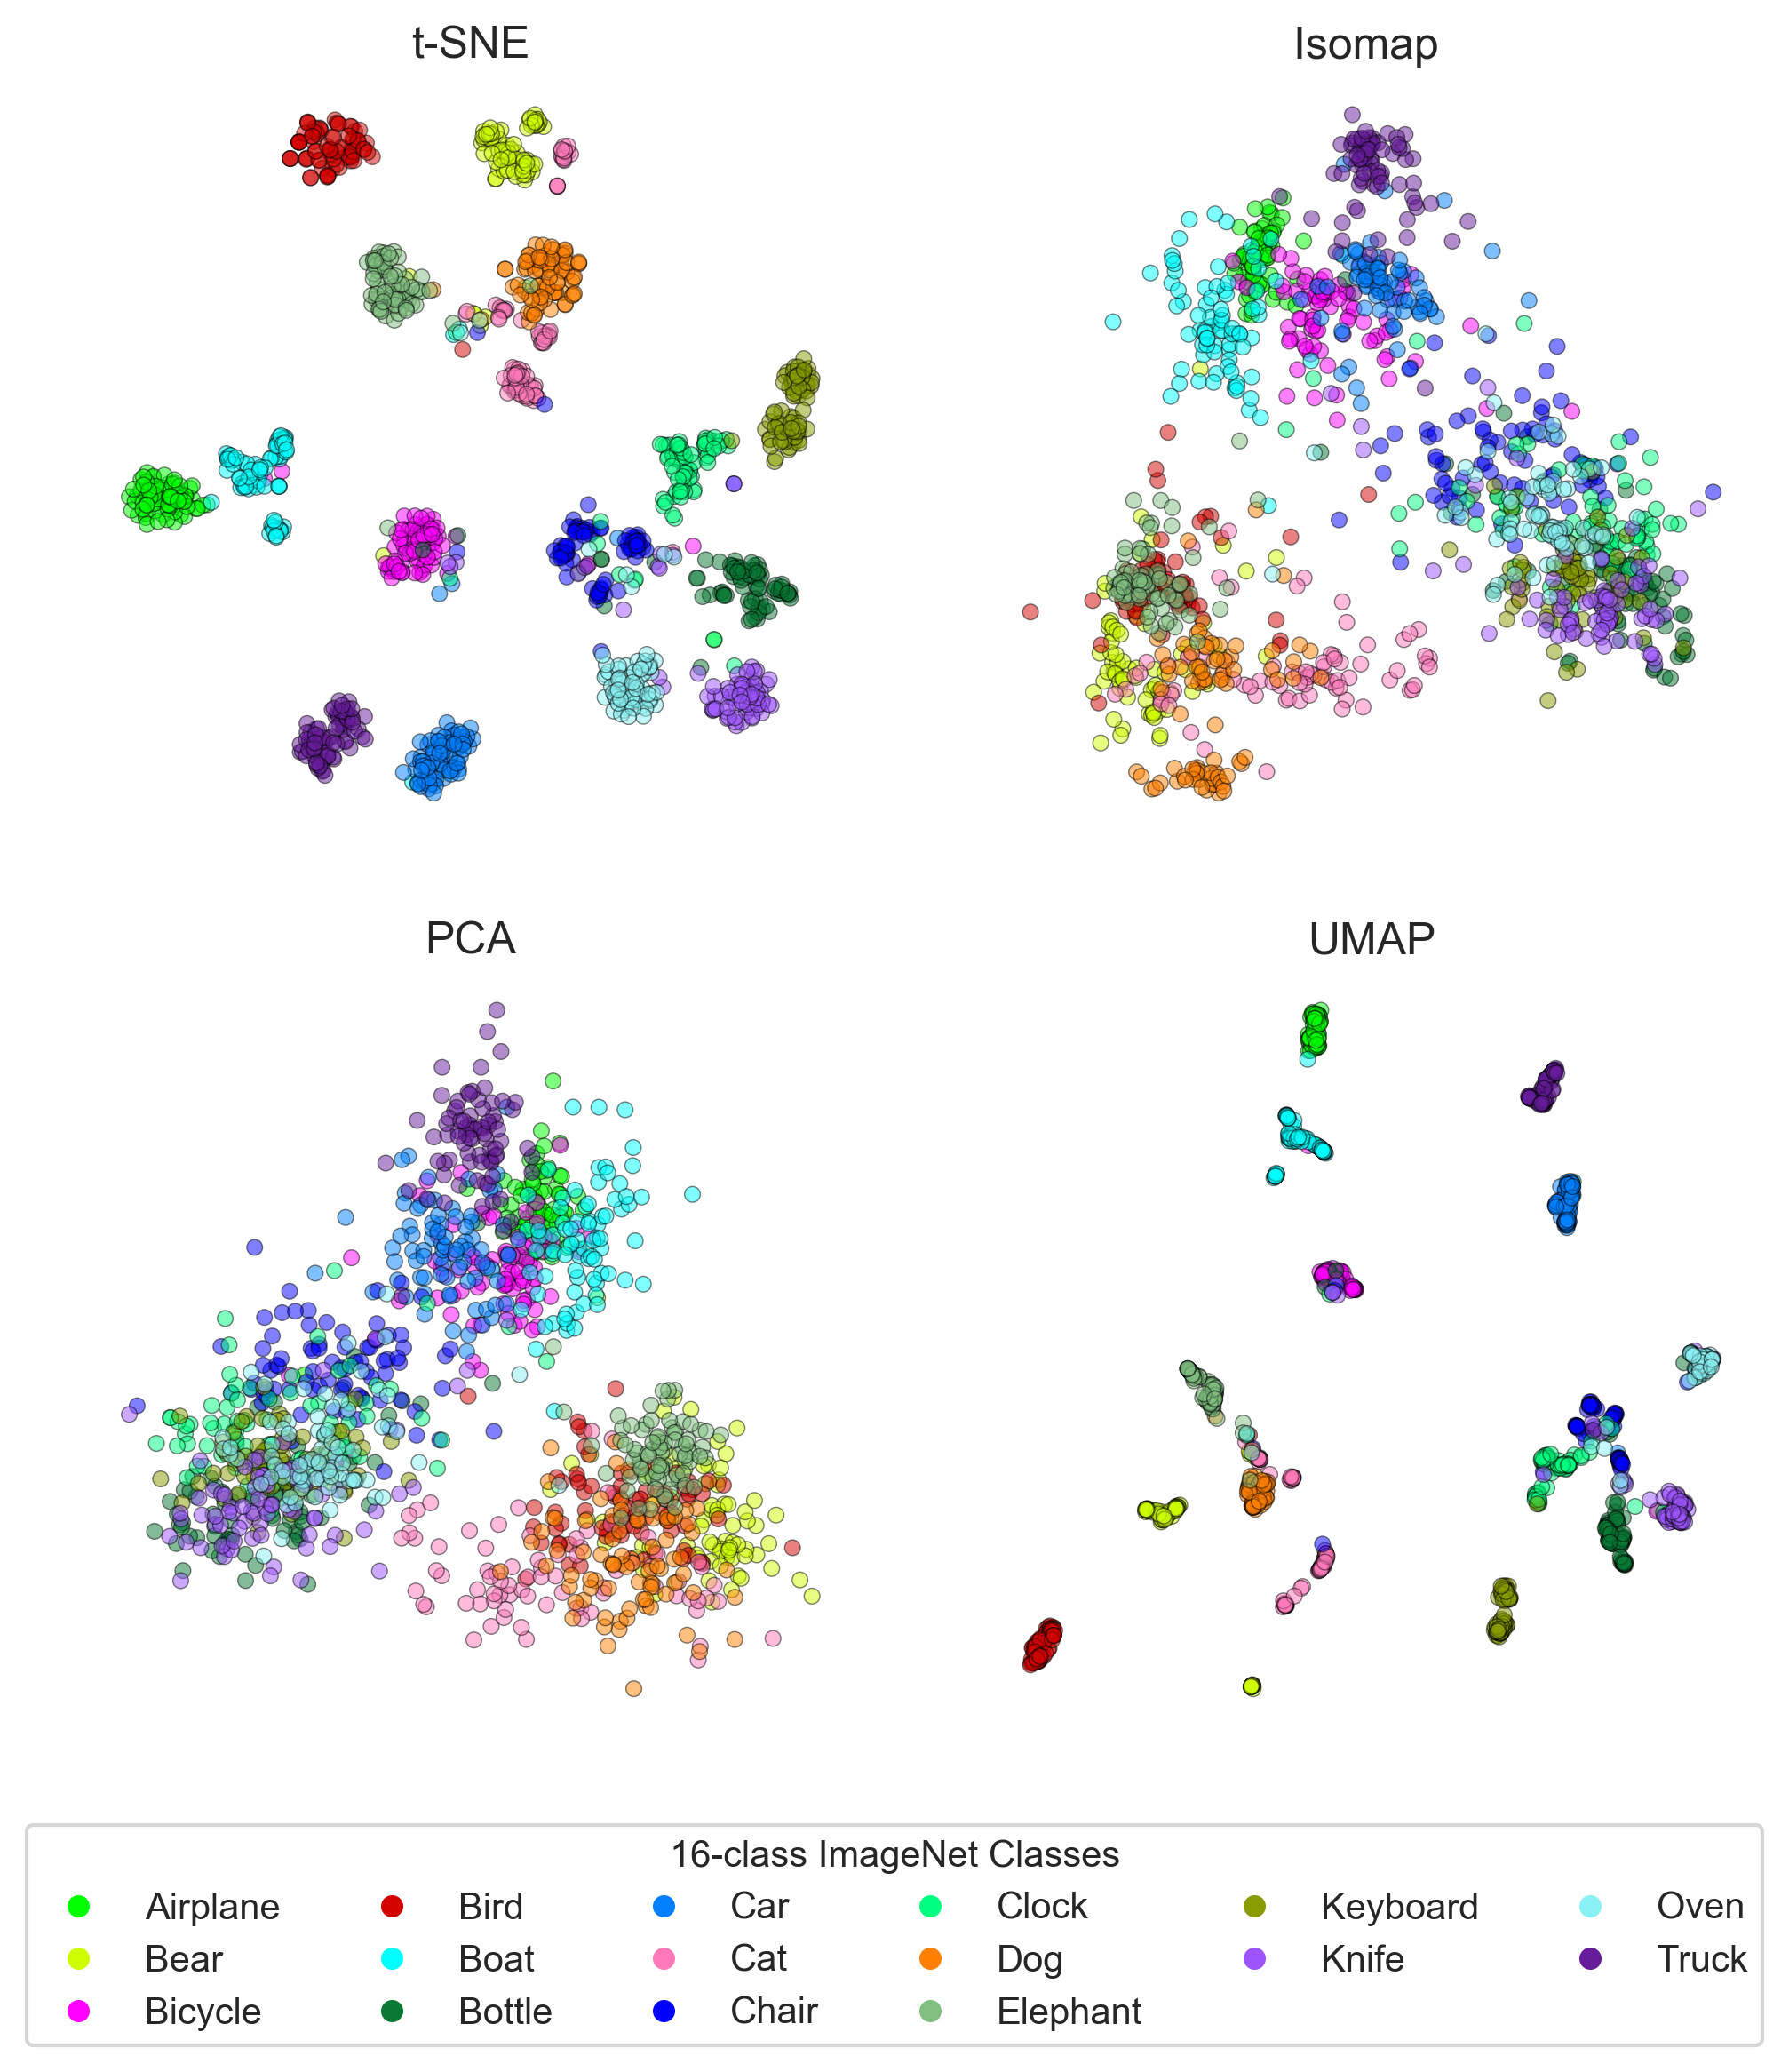 t-SNE
Isomap
PCA
UMAP
16-class ImageNet Classes
Airplane Bird Car Clock Keyboard Oven
Bear Boat Cat Dog Knife Truck
Bicycle Bottle Chair Elephant